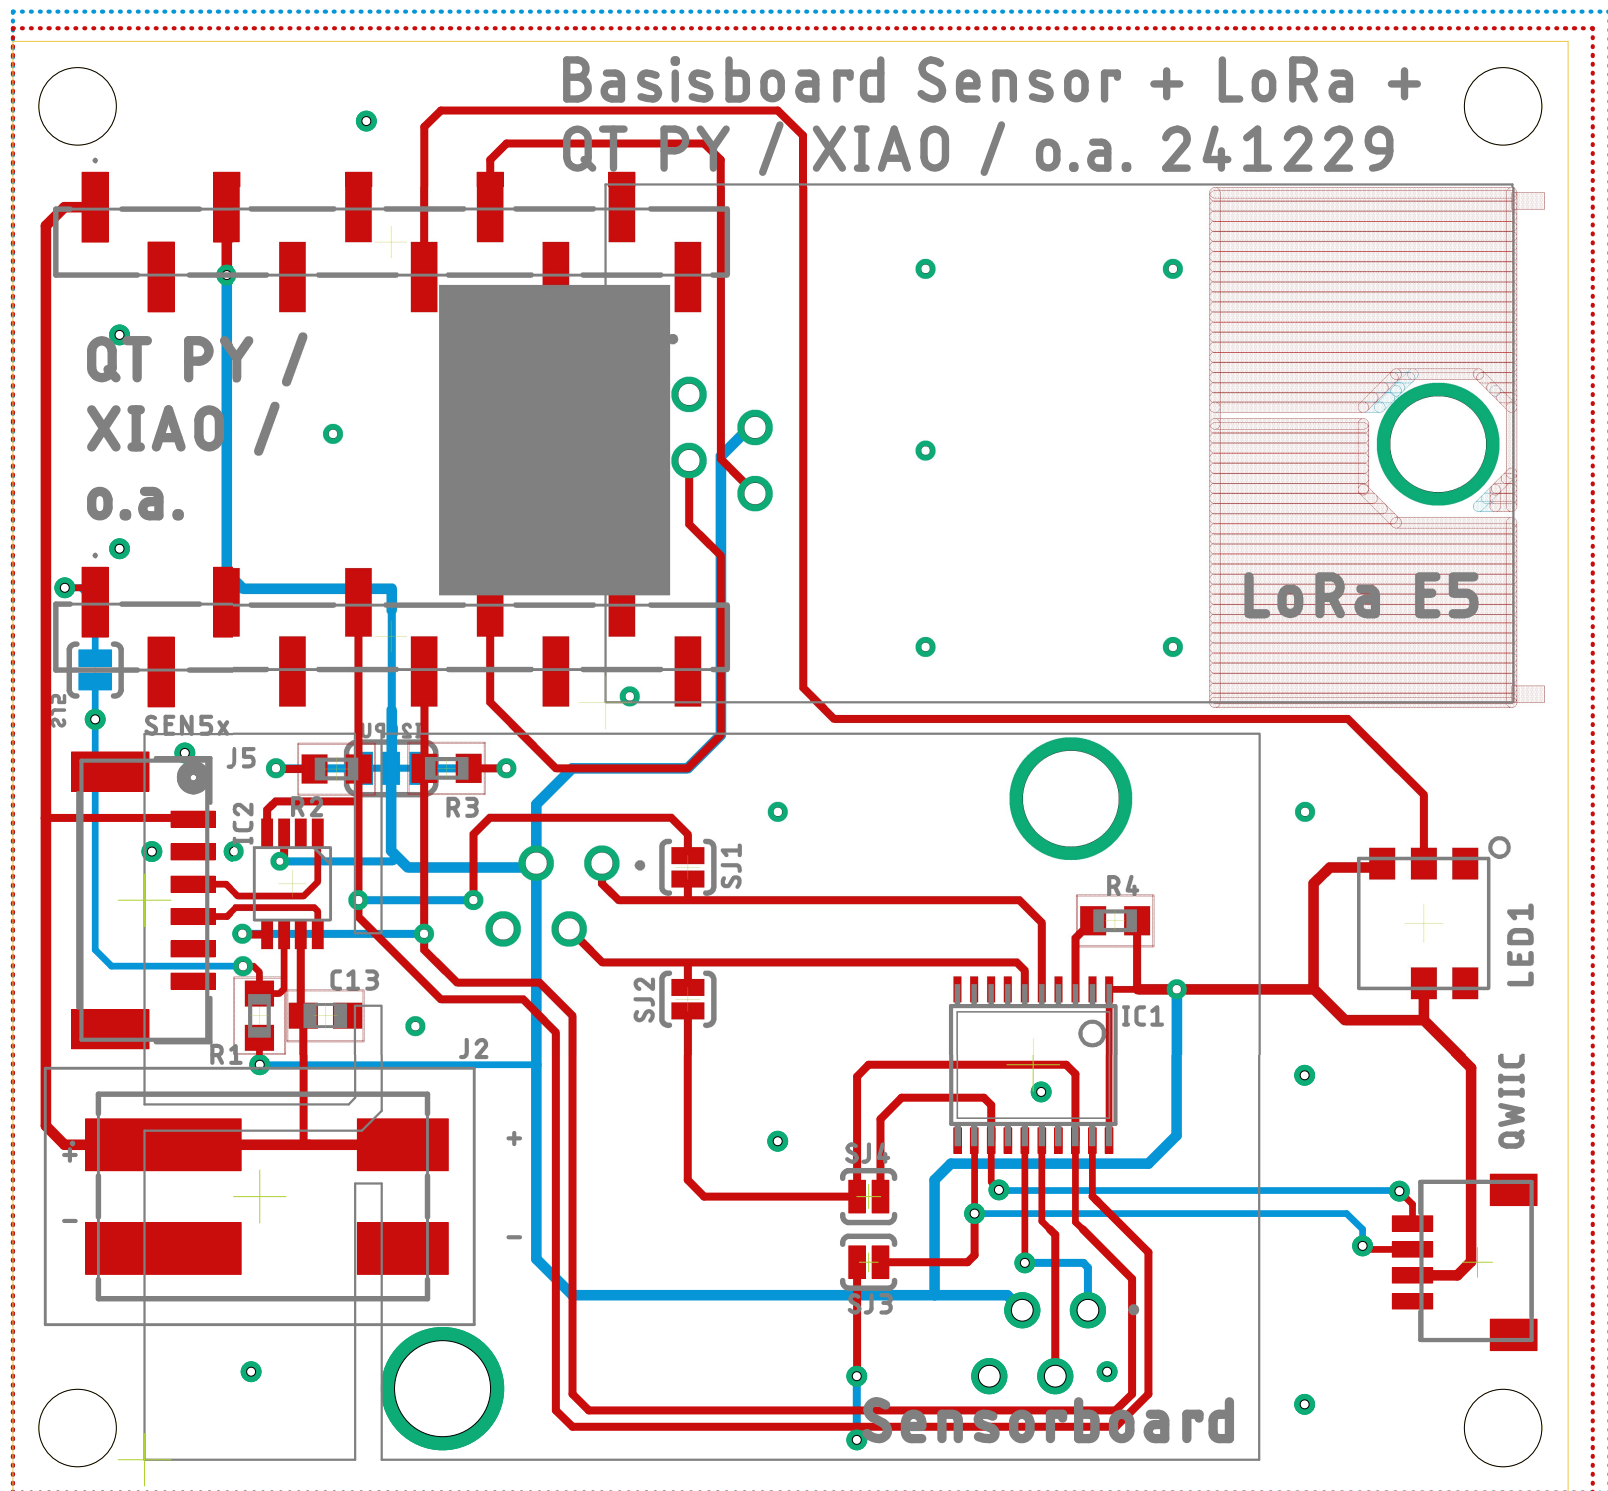 Basisboard Sensor + LoRa +
QT PY / XIAO / o.a. 241229
QT PY /
XIAO /
o.a.
LoRa E5
SEN5x
J5
R2
R3
IC2
SJ1
R4
LED1
C13
SJ2
IC1
R1
J2
QWIIC
+
+
-
-
SJ4
SJ3
Sensorboard